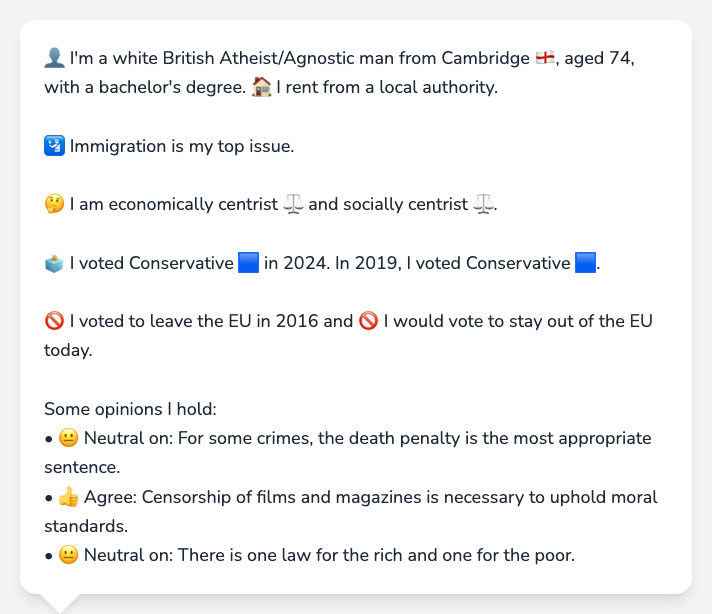 👤 I'm a white British Atheist/Agnostic man from Cambridge 🏴󠁧󠁢󠁥󠁮󠁧󠁿, aged 74,
with a bachelor's degree. 🏠 I rent from a local authority.
🛂 Immigration is my top issue.
🤔 I am economically centrist ⚖️ and socially centrist ⚖️.
🗳️ I voted Conservative 🟦 in 2024. In 2019, I voted Conservative 🟦.
🚫 I voted to leave the EU in 2016 and 🚫 I would vote to stay out of the EU
today.
Some opinions I hold:
• 😐 Neutral on: For some crimes, the death penalty is the most appropriate
sentence.
• 👍 Agree: Censorship of films and magazines is necessary to uphold moral
standards.
• 😐 Neutral on: There is one law for the rich and one for the poor.